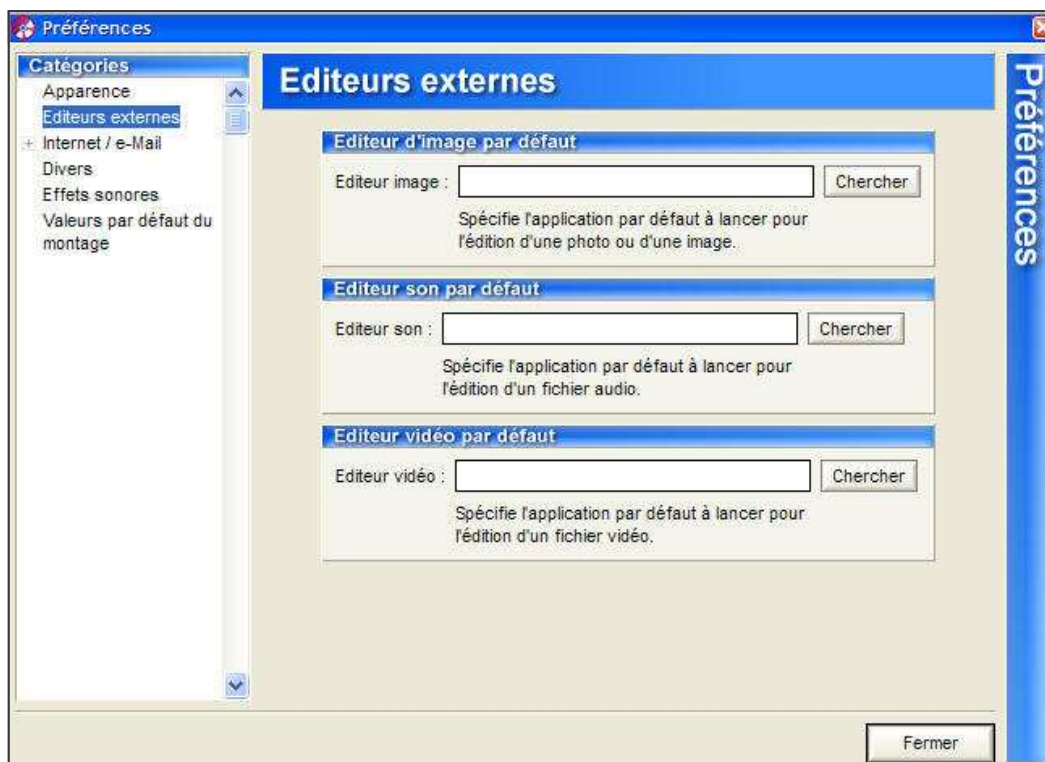 Préférences
Catégories
Apparence
Editeurs externes
Internet / e-Mail
Divers
Effets sonores
Valeurs par défaut du
montage
Editeurs externes
Editeur d'image par défaut
Editeur image :
Chercher
Spécifie l'application par défaut à lancer pour
l'édition d'une photo ou d'une image.
Editeur son par défaut
Editeur son :
Chercher
Spécifie l'application par défaut à lancer pour
l'édition d'un fichier audio.
Editeur vidéo par défaut
Editeur vidéo :
Chercher
Spécifie l'application par défaut à lancer pour
l'édition d'un fichier vidéo.
Préférences
Fermer